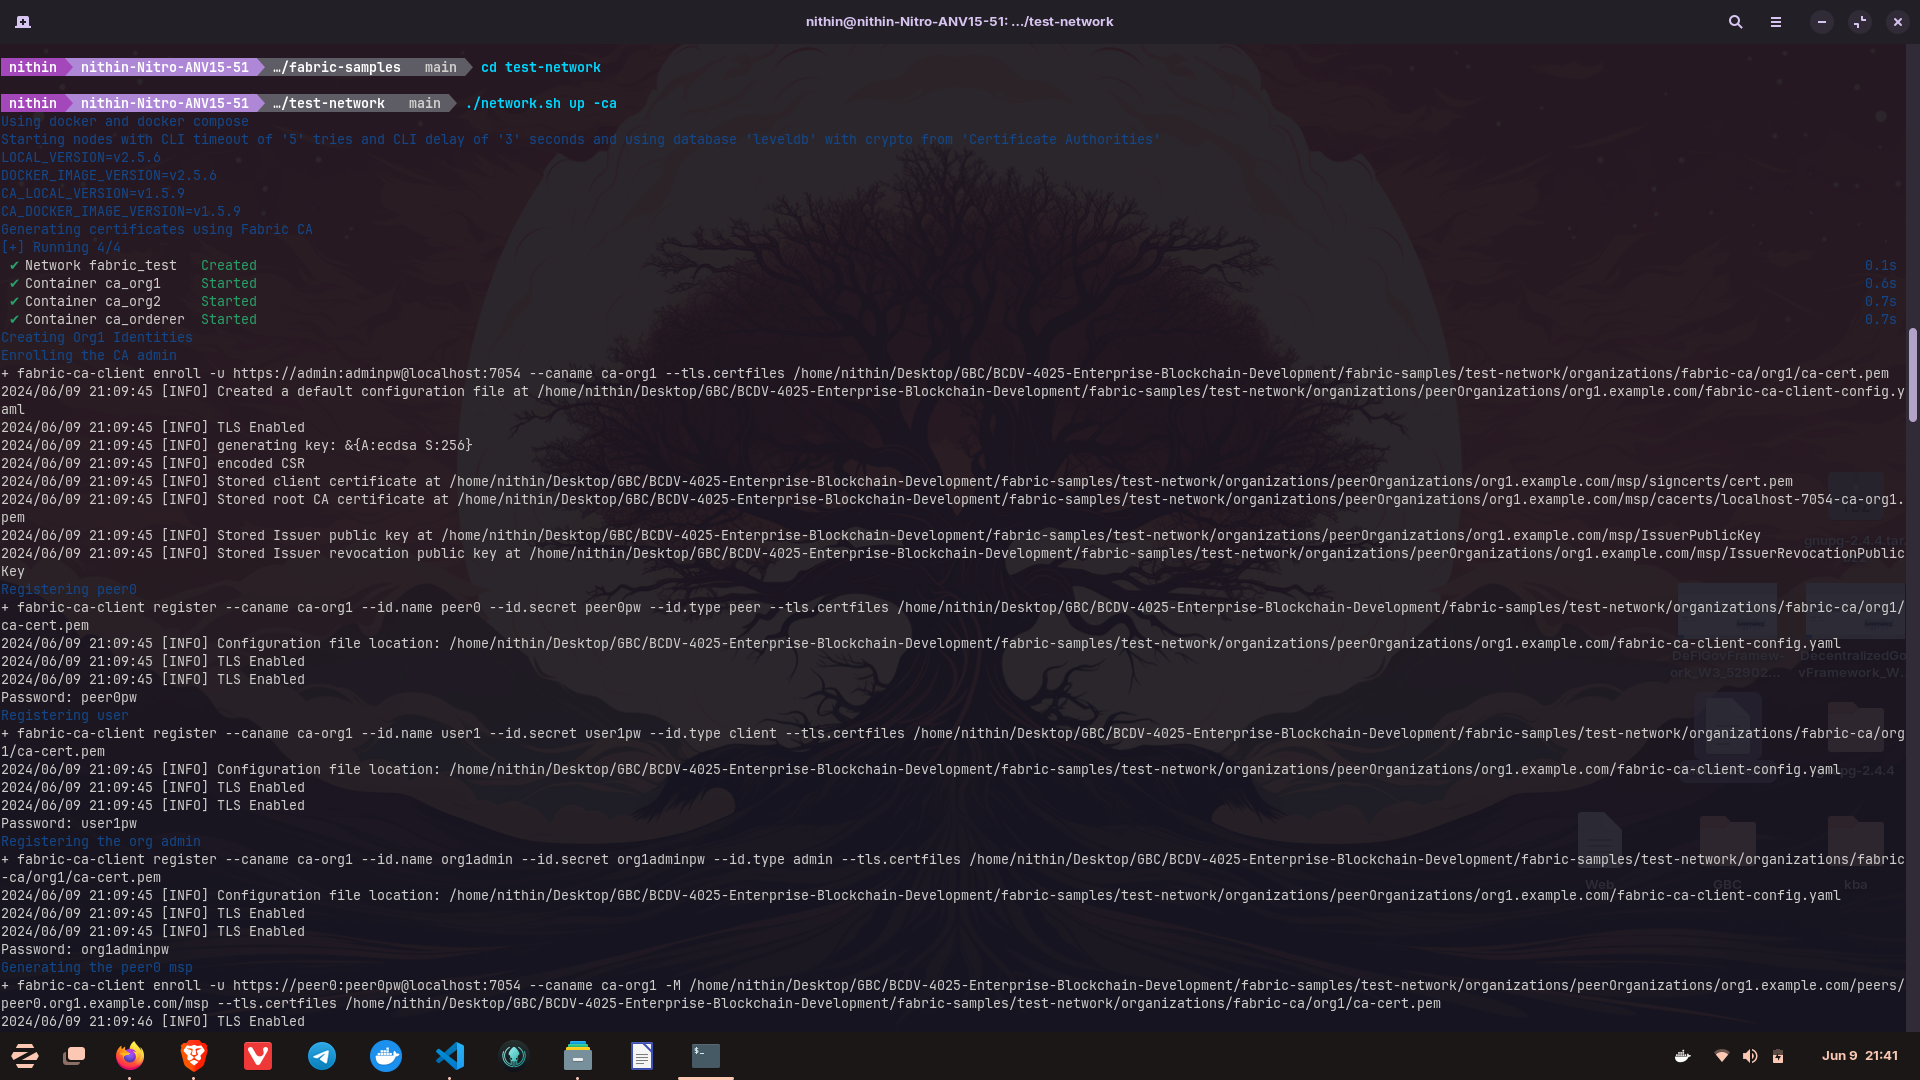 nithin@nithin-Nitro-ANV15-51: .../test-network
nithin nithin-Nitro-ANV15-51 …/fabric-samples main cd test-network
nithin nithin-Nitro-ANV15-51 …/test-network main ./network.sh up -ca
Using docker and docker compose
Starting nodes with CLI timeout of '5' tries and CLI delay of '3' seconds and using database 'leveldb' with crypto from 'Certificate Authorities'
LOCAL_VERSION=v2.5.6
DOCKER_IMAGE_VERSION=v2.5.6
CA_LOCAL_VERSION=v1.5.9
CA_DOCKER_IMAGE_VERSION=v1.5.9
Generating certificates using Fabric CA
[+] Running 4/4
✔ Network fabric_test Created 0.1s
✔ Container ca_org1 Started 0.6s
✔ Container ca_org2 Started 0.7s
✔ Container ca_orderer Started 0.7s
Creating Org1 Identities
Enrolling the CA admin
+ fabric-ca-client enroll -u https://admin:adminpw@localhost:7054 --caname ca-org1 --tls.certfiles /home/nithin/Desktop/GBC/BCDV-4025-Enterprise-Blockchain-Development/fabric-samples/test-network/organizations/fabric-ca/org1/ca-cert.pem
2024/06/09 21:09:45 [INFO] Created a default configuration file at /home/nithin/Desktop/GBC/BCDV-4025-Enterprise-Blockchain-Development/fabric-samples/test-network/organizations/peerOrganizations/org1.example.com/fabric-ca-client-config.y
aml
2024/06/09 21:09:45 [INFO] TLS Enabled
2024/06/09 21:09:45 [INFO] generating key: &{A:ecdsa S:256}
2024/06/09 21:09:45 [INFO] encoded CSR
2024/06/09 21:09:45 [INFO] Stored client certificate at /home/nithin/Desktop/GBC/BCDV-4025-Enterprise-Blockchain-Development/fabric-samples/test-network/organizations/peerOrganizations/org1.example.com/msp/signcerts/cert.pem
2024/06/09 21:09:45 [INFO] Stored root CA certificate at /home/nithin/Desktop/GBC/BCDV-4025-Enterprise-Blockchain-Development/fabric-samples/test-network/organizations/peerOrganizations/org1.example.com/msp/cacerts/localhost-7054-ca-org1.
pem
2024/06/09 21:09:45 [INFO] Stored Issuer public key at /home/nithin/Desktop/GBC/BCDV-4025-Enterprise-Blockchain-Development/fabric-samples/test-network/organizations/peerOrganizations/org1.example.com/msp/IssuerPublicKey
2024/06/09 21:09:45 [INFO] Stored Issuer revocation public key at /home/nithin/Desktop/GBC/BCDV-4025-Enterprise-Blockchain-Development/fabric-samples/test-network/organizations/peerOrganizations/org1.example.com/msp/IssuerRevocationPublic
Key
Registering peer0
+ fabric-ca-client register --caname ca-org1 --id.name peer0 --id.secret peer0pw --id.type peer --tls.certfiles /home/nithin/Desktop/GBC/BCDV-4025-Enterprise-Blockchain-Development/fabric-samples/test-network/organizations/fabric-ca/org1/
ca-cert.pem
2024/06/09 21:09:45 [INFO] Configuration file location: /home/nithin/Desktop/GBC/BCDV-4025-Enterprise-Blockchain-Development/fabric-samples/test-network/organizations/peerOrganizations/org1.example.com/fabric-ca-client-config.yaml
2024/06/09 21:09:45 [INFO] TLS Enabled
2024/06/09 21:09:45 [INFO] TLS Enabled
Password: peer0pw
Registering user
+ fabric-ca-client register --caname ca-org1 --id.name user1 --id.secret user1pw --id.type client --tls.certfiles /home/nithin/Desktop/GBC/BCDV-4025-Enterprise-Blockchain-Development/fabric-samples/test-network/organizations/fabric-ca/org
1/ca-cert.pem
2024/06/09 21:09:45 [INFO] Configuration file location: /home/nithin/Desktop/GBC/BCDV-4025-Enterprise-Blockchain-Development/fabric-samples/test-network/organizations/peerOrganizations/org1.example.com/fabric-ca-client-config.yaml
2024/06/09 21:09:45 [INFO] TLS Enabled
2024/06/09 21:09:45 [INFO] TLS Enabled
Password: user1pw
Registering the org admin
+ fabric-ca-client register --caname ca-org1 --id.name org1admin --id.secret org1adminpw --id.type admin --tls.certfiles /home/nithin/Desktop/GBC/BCDV-4025-Enterprise-Blockchain-Development/fabric-samples/test-network/organizations/fabric
-ca/org1/ca-cert.pem
2024/06/09 21:09:45 [INFO] Configuration file location: /home/nithin/Desktop/GBC/BCDV-4025-Enterprise-Blockchain-Development/fabric-samples/test-network/organizations/peerOrganizations/org1.example.com/fabric-ca-client-config.yaml
2024/06/09 21:09:45 [INFO] TLS Enabled
2024/06/09 21:09:45 [INFO] TLS Enabled
Password: org1adminpw
Generating the peer0 msp
+ fabric-ca-client enroll -u https://peer0:peer0pw@localhost:7054 --caname ca-org1 -M /home/nithin/Desktop/GBC/BCDV-4025-Enterprise-Blockchain-Development/fabric-samples/test-network/organizations/peerOrganizations/org1.example.com/peers/
peer0.org1.example.com/msp --tls.certfiles /home/nithin/Desktop/GBC/BCDV-4025-Enterprise-Blockchain-Development/fabric-samples/test-network/organizations/fabric-ca/org1/ca-cert.pem
2024/06/09 21:09:46 [INFO] TLS Enabled
gnupg-2.4.4.tar.
DeFiGovFramew-
ork_W3_52902...
DecentralizedGo
vFramework_W.
Web
GBC
kba
Jun 9 21:41